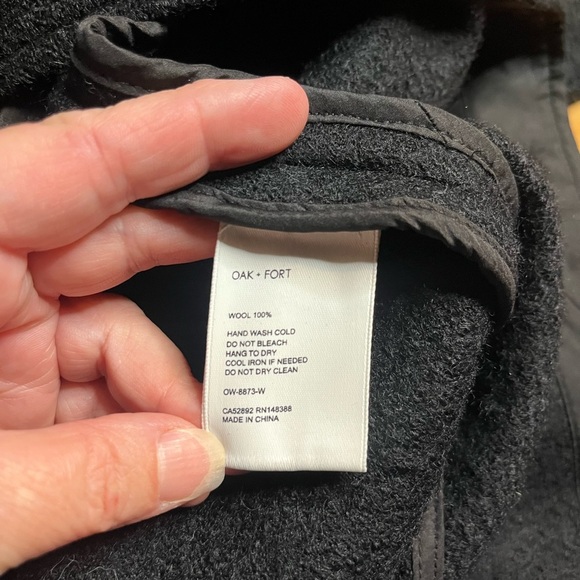 OAK + FORT
WOOL 100%
HAND WASH COLD
DO NOT BLEACH
HANG TO DRY
COOL IRON IF NEEDED
DO NOT DRY CLEAN
OW-8873-W
CA52892 RN148388
MADE IN CHINA